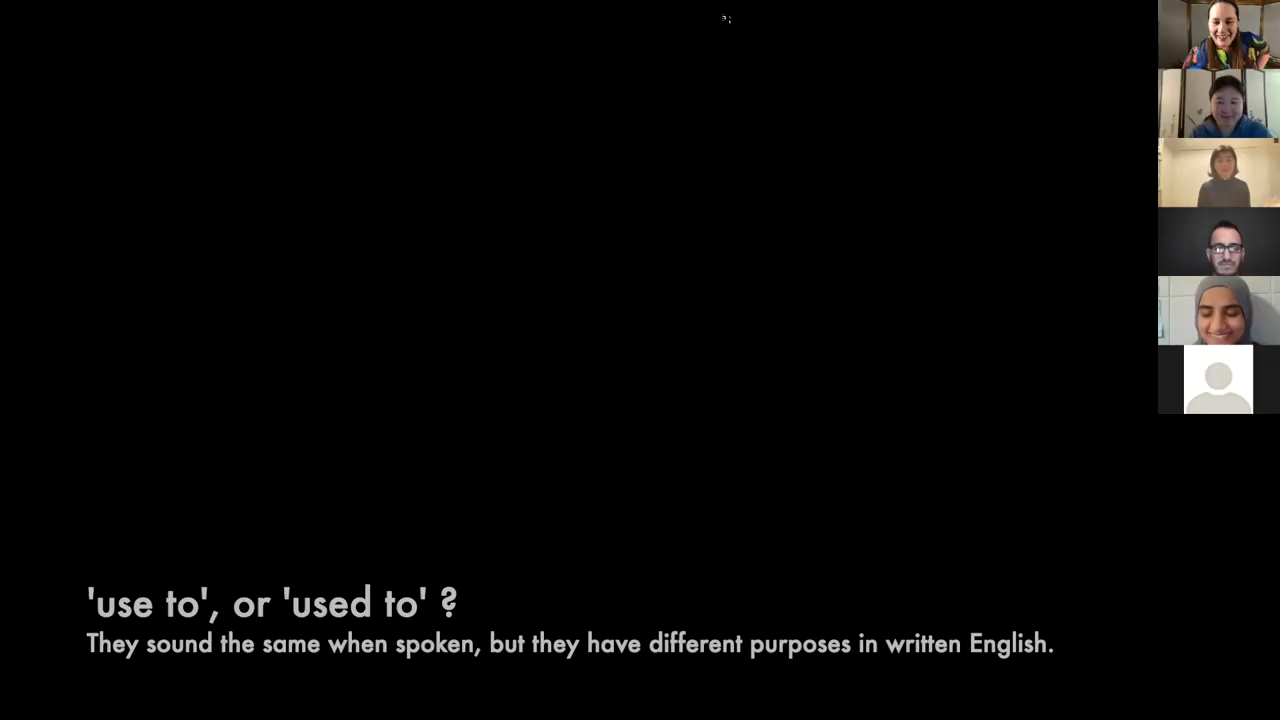 'use to', or 'used to' ?
They sound the same when spoken, but they have different purposes in written English.